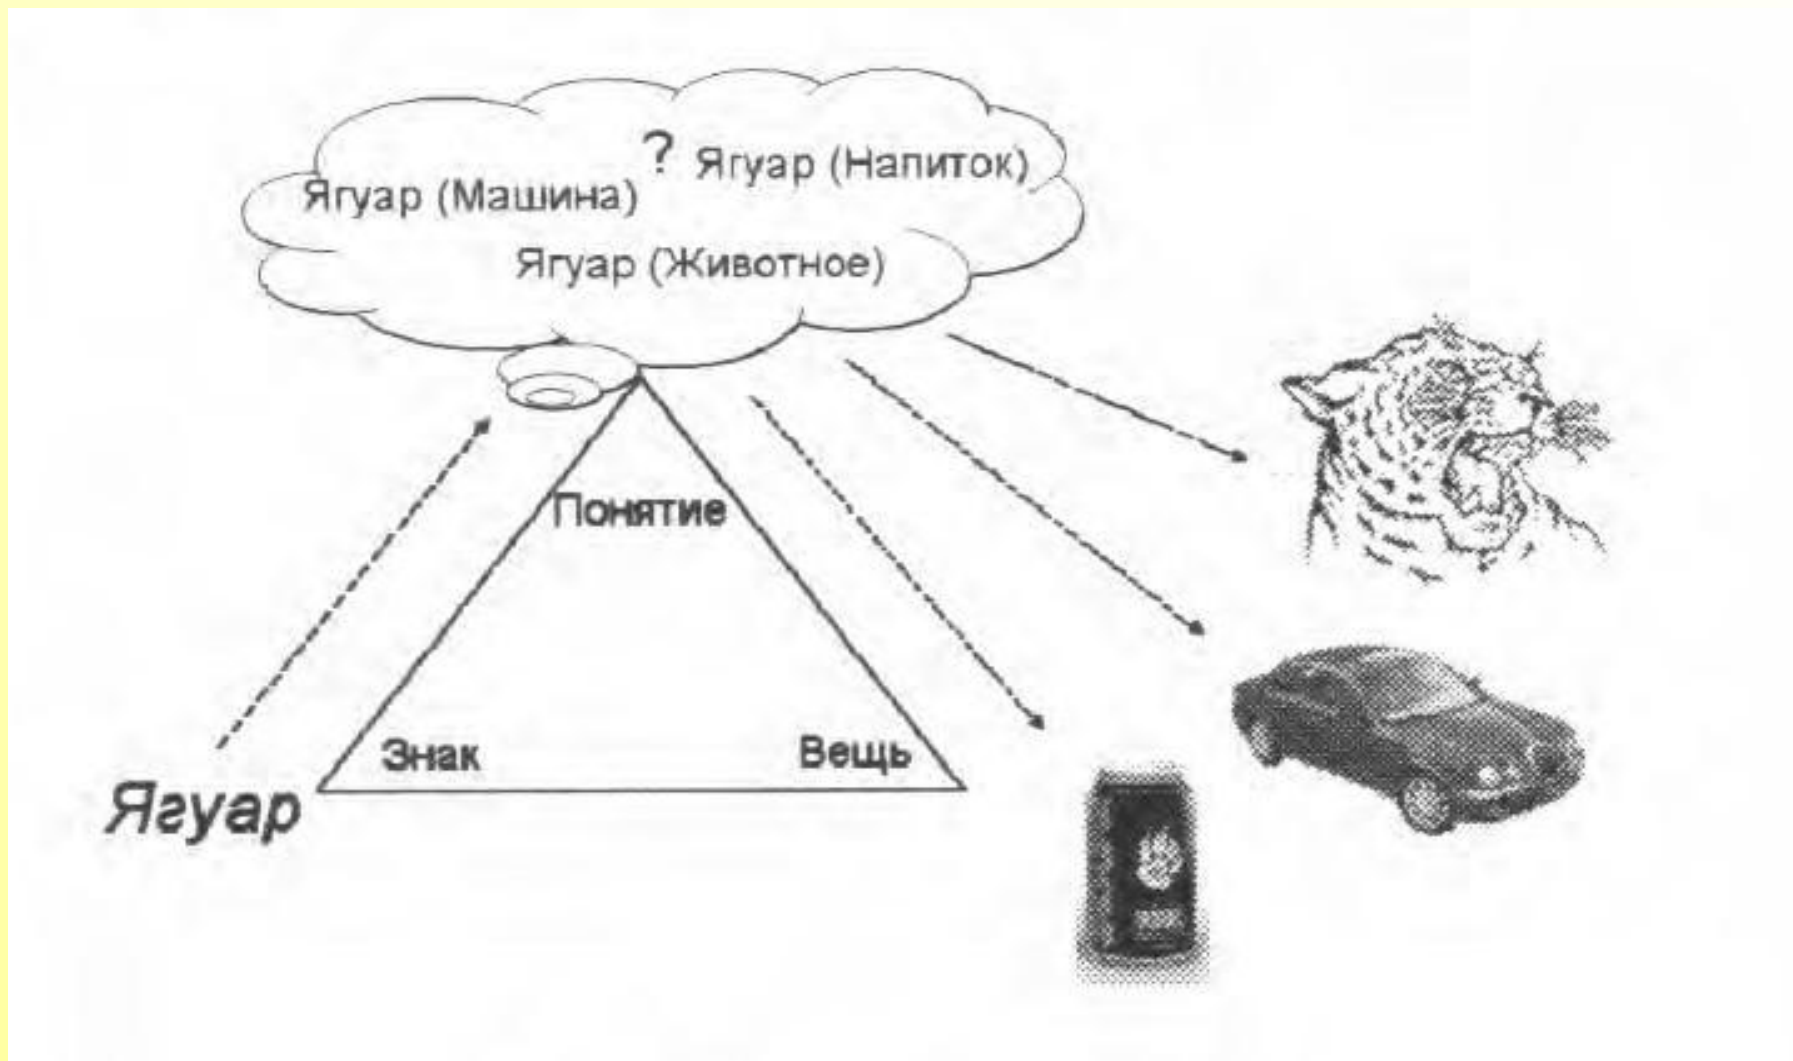 ? Ягуар (Напиток)
Ягуар (Машина)
Ягуар (Животное)
Понятие
Знак
Вещь
Ягуар